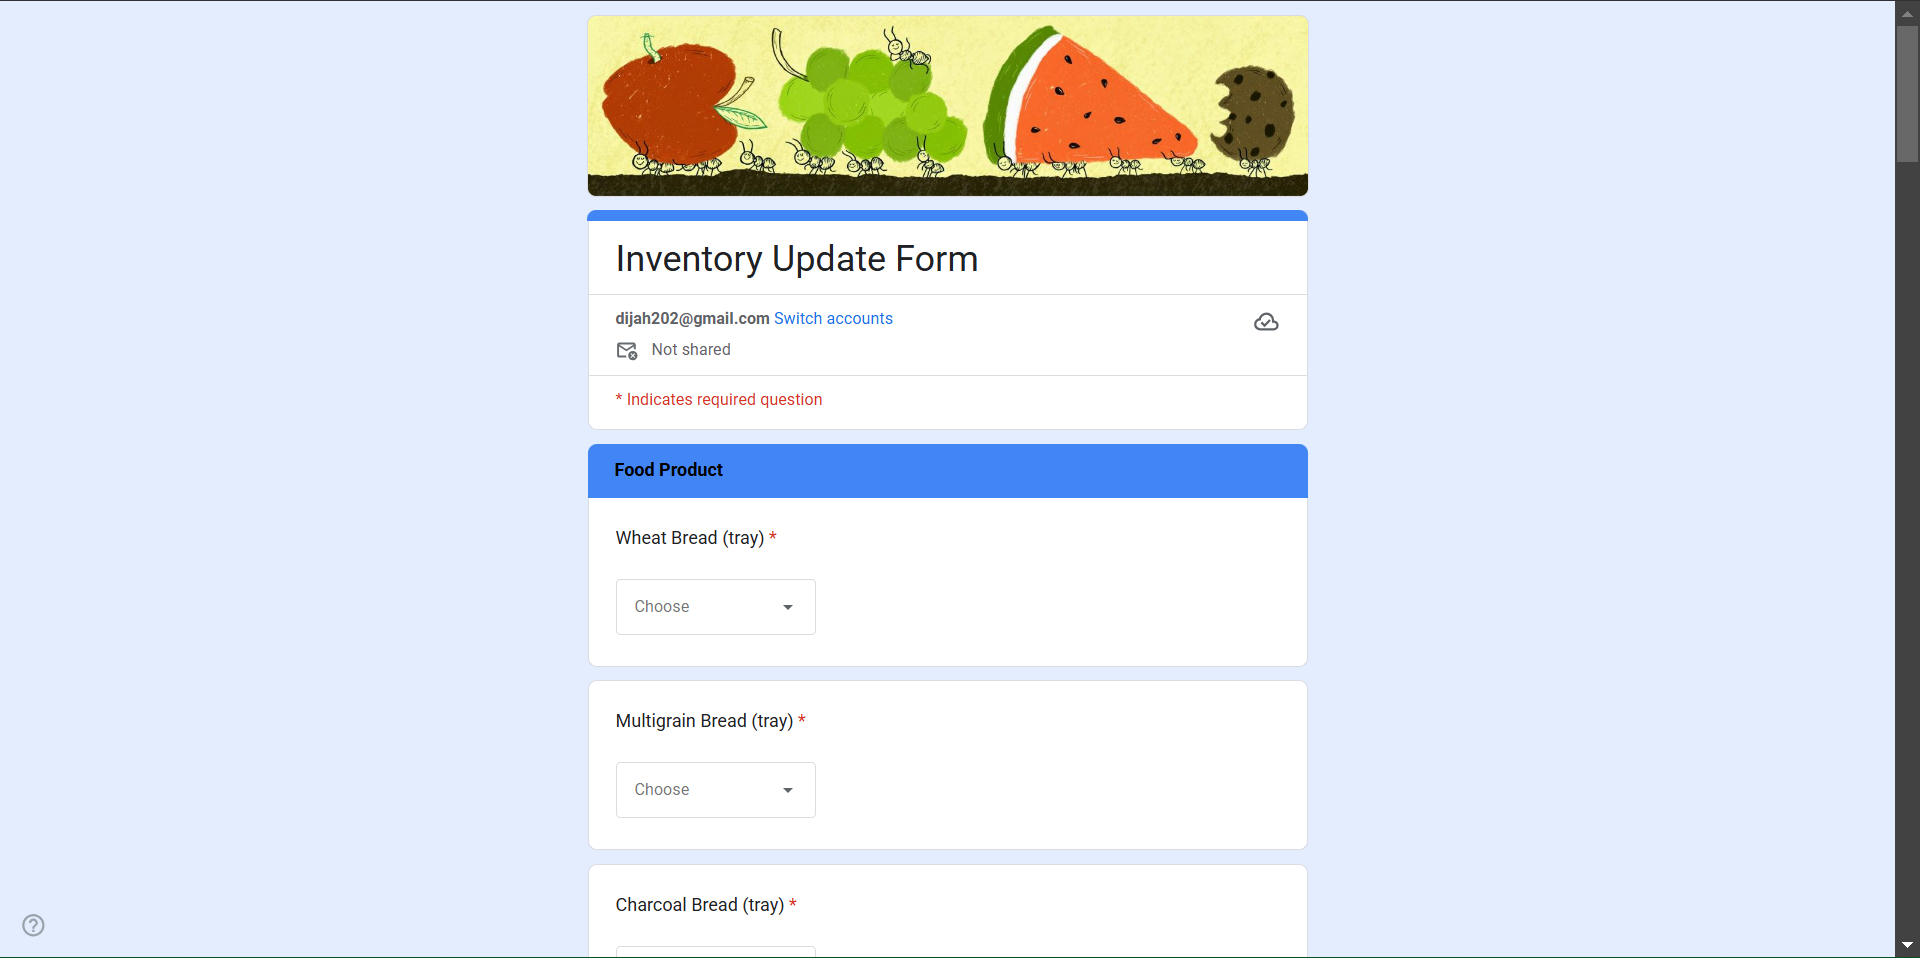 Inventory Update Form
dijah202@gmail.com Switch accounts
Not shared
* Indicates required question
Food Product
Wheat Bread (tray) *
Choose
Multigrain Bread (tray) *
Choose
Charcoal Bread (tray) *